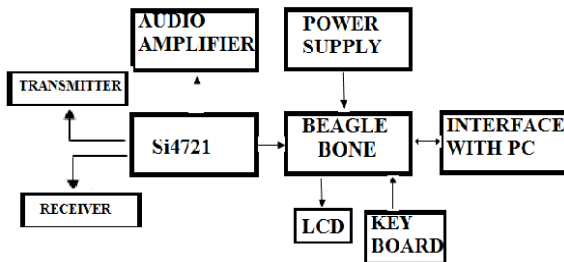 AUDIO
AMPLIFIER
POWER
SUPPLY
TRANSMITTER
Si4721
BEAGLE
BONE
INTERFACE
WITH PC
RECEIVER
LCD
KEY
BOARD